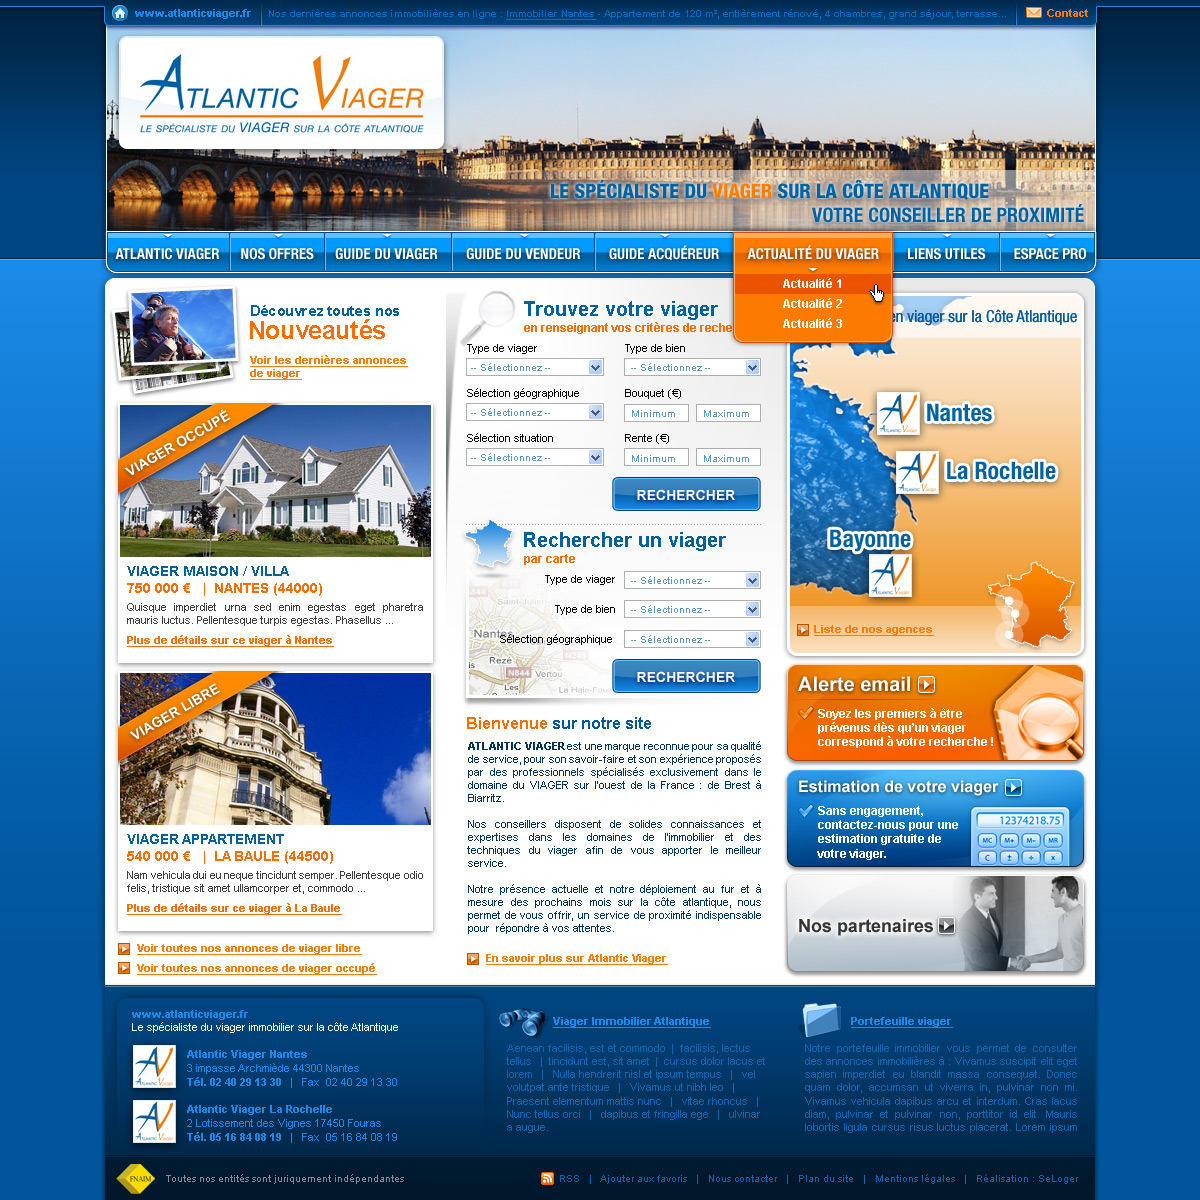 www.atlanticviager.fr
Nos dernières annonces immobilières en ligne : Immobilier Nantes - Appartement de 120 m², entièrement rénové, 4 chambres, grand séjour, terrasse...
Contact
ATLANTIC VIAGER
LE SPÉCIALISTE DU VIAGER SUR LA CÔTE ATLANTIQUE
LE SPÉCIALISTE DU VIAGER SUR LA CÔTE ATLANTIQUE
VOTRE CONSEILLER DE PROXIMITÉ
ATLANTIC VIAGER
NOS OFFRES
GUIDE DU VIAGER
GUIDE DU VENDEUR
GUIDE ACQUÉREUR
ACTUALITÉ DU VIAGER
LIENS UTILES
ESPACE PRO
Actualité 1
Actualité 2
Actualité 3
Découvrez toutes nos
Nouveautés
Voir les dernières annonces
de viager
VIAGER OCCUPÉ
VIAGER MAISON / VILLA
750 000 € | NANTES (44000)
Quisque imperdiet urna sed enim egestas eget pharetra
mauris luctus. Pellentesque turpis egestas. Phasellus ...
Plus de détails sur ce viager à Nantes
VIAGER LIBRE
VIAGER APPARTEMENT
540 000 € | LA BAULE (44500)
Nam vehicula dui eu neque tincidunt semper. Pellentesque odio
felis, tristique sit amet ullamcorper et, commodo ...
Plus de détails sur ce viager à La Baule
Voir toutes nos annonces de viager libre
Voir toutes nos annonces de viager occupé
Trouvez votre viager
en renseignant vos critères de reche
Type de viager
Type de bien
-- Sélectionnez --
-- Sélectionnez --
Sélection géographique
Bouquet (€)
-- Sélectionnez --
Minimum
Maximum
Sélection situation
Rente (€)
-- Sélectionnez --
Minimum
Maximum
RECHERCHER
Rechercher un viager
par carte
Type de viager
-- Sélectionnez --
Type de bien
-- Sélectionnez --
Sélection géographique
-- Sélectionnez --
Saint-Julien
Nantes
Rezé
N249
N844
Vertou
Les
La Haie-Foua
RECHERCHER
Bienvenue sur notre site
ATLANTIC VIAGER est une marque reconnue pour sa qualité
de service, pour son savoir-faire et son expérience proposés
par des professionnels spécialisés exclusivement dans le
domaine du VIAGER sur l'ouest de la France : de Brest à
Biarritz.
Nos conseillers disposent de solides connaissances et
expertises dans les domaines de l'immobilier et des
techniques du viager afin de vous apporter le meilleur
service.
Notre présence actuelle et notre déploiement au fur et à
mesure des prochains mois sur la côte atlantique, nous
permet de vous offrir, un service de proximité indispensable
pour répondre à vos attentes.
En savoir plus sur Atlantic Viager
en viager sur la Côte Atlantique
Nantes
ATLANTIC VIAGER
La Rochelle
ATLANTIC VIAGER
Bayonne
ATLANTIC VIAGER
Liste de nos agences
Alerte email
Soyez les premiers à être
prévenus dès qu'un viager
correspond à votre recherche !
Estimation de votre viager
Sans engagement,
contactez-nous pour une
estimation gratuite de
votre viager.
12374218.75
MC M+ M- MR
C ± ÷ x
Nos partenaires
www.atlanticviager.fr
Le spécialiste du viager immobilier sur la côte Atlantique
Atlantic Viager Nantes
3 impasse Archmiède 44300 Nantes
Tél. 02 40 29 13 30 | Fax 02 40 29 13 30
Atlantic Viager La Rochelle
2 Lotissement des Vignes 17450 Fouras
Tél. 05 16 84 08 19 | Fax 05 16 84 08 19
Viager Immobilier Atlantique
Aenean facilisis, est et commodo | facilisis, lectus
tellus | tincidunt est, sit amet | cursus dolor lacus et
lorem | Nulla hendrerit nisl et ipsum tempus | vel
volutpat ante tristique | Vivamus ut nibh leo |
Praesent elementum mattis nunc | vitae rhoncus |
Nunc tellus orci | dapibus et fringilla ege | ulvinar
a augue.
Portefeuille viager
Notre portefeuille immobilier vous permet de consulter
des annonces immobilières à : Vivamus suscipit elit eget
sapien imperdiet eu blandit massa consequat. Donec
quam dolor, accumsan ut viverra in, pulvinar non mi.
Vivamus vehicula dapibus arcu et interdum. Cras lacus
diam, pulvinar et pulvinar non, porttitor id elit. Mauris
lobortis ligula cursus risus luctus placerat. Lorem ipsum
FNAIM
Toutes nos entités sont juriquement indépendantes
RSS | Ajouter aux favoris | Nous contacter | Plan du site | Mentions légales | Réalisation : SeLoger